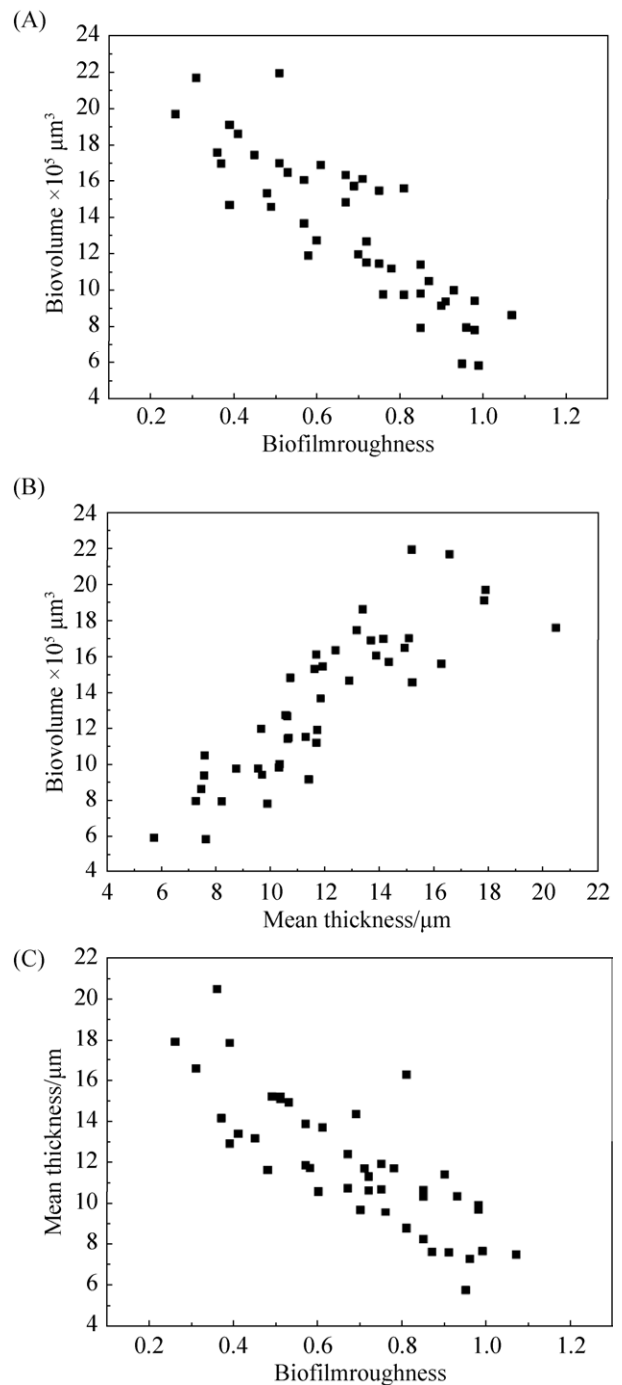 (A)
24
22
20
18
16
14
12
10
8
6
4
Biovolume ×10⁵ μm³
0.2 0.4 0.6 0.8 1.0 1.2
Biofilmroughness
(B)
24
22
20
18
16
14
12
10
8
6
4
Biovolume ×10⁵ μm³
4 6 8 10 12 14 16 18 20 22
Mean thickness/μm
(C)
22
20
18
16
14
12
10
8
6
4
Mean thickness/μm
0.2 0.4 0.6 0.8 1.0 1.2
Biofilmroughness